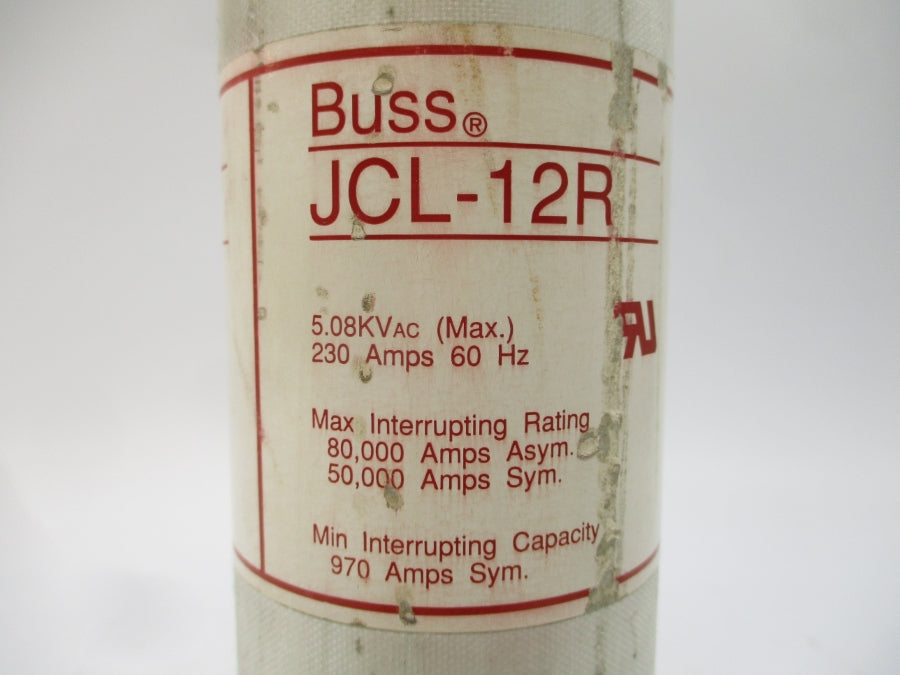 Buss®
JCL-12R
5.08KVAC (Max.)
230 Amps 60 Hz
Max Interrupting Rating
80,000 Amps Asym.
50,000 Amps Sym.
Min Interrupting Capacity
970 Amps Sym.